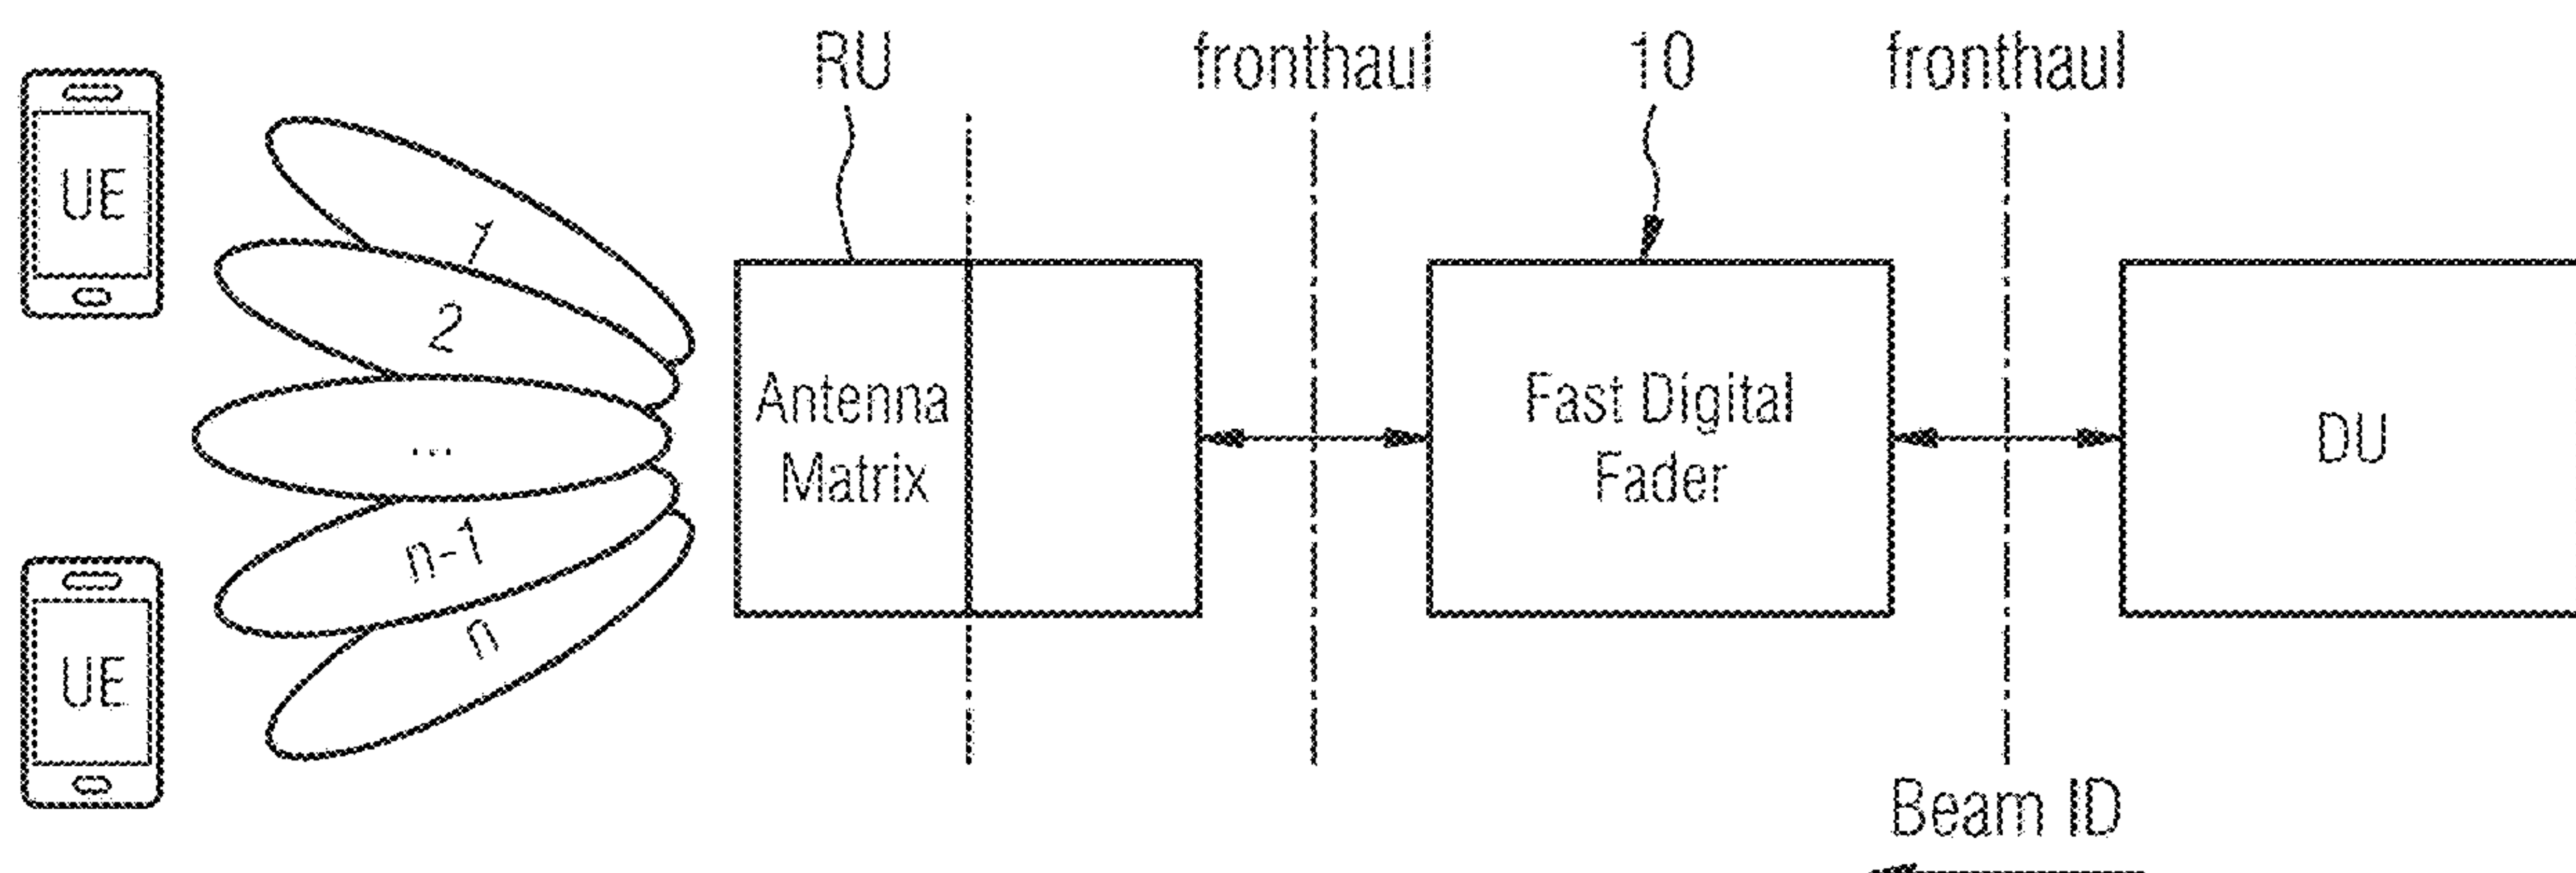 RU
fronthaul
10
fronthaul
UE
1
2
...
n-1
n
UE
Antenna
Matrix
Fast Digital
Fader
DU
Beam ID